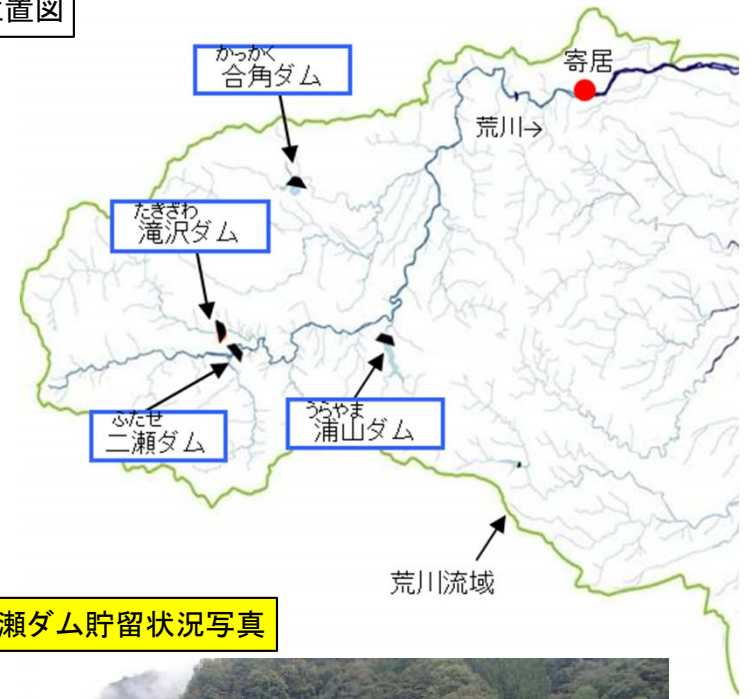 置図
かっかく
合角ダム
寄居
荒川→
たきざわ
滝沢ダム
ふたせ
二瀬ダム
うらやま
浦山ダム
荒川流域
瀬ダム貯留状況写真